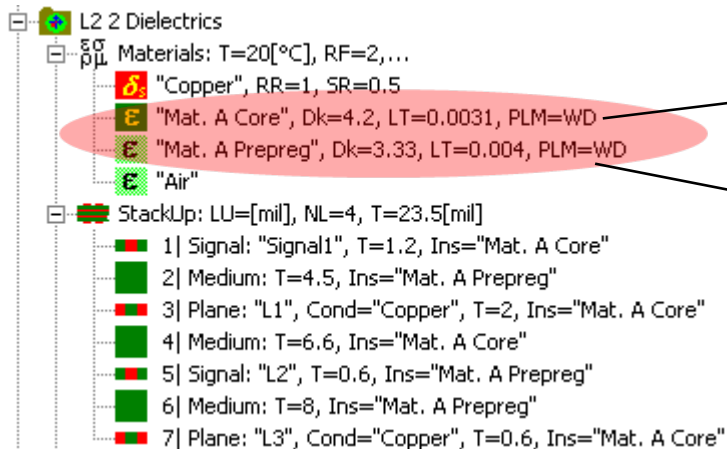 L2 2 Dielectrics
εσ ρμ Materials: T=20[°C], RF=2,...
δs "Copper", RR=1, SR=0.5
ε "Mat. A Core", Dk=4.2, LT=0.0031, PLM=WD
ε "Mat. A Prepreg", Dk=3.33, LT=0.004, PLM=WD
ε "Air"
StackUp: LU=[mil], NL=4, T=23.5[mil]
1| Signal: "Signal1", T=1.2, Ins="Mat. A Core"
2| Medium: T=4.5, Ins="Mat. A Prepreg"
3| Plane: "L1", Cond="Copper", T=2, Ins="Mat. A Core"
4| Medium: T=6.6, Ins="Mat. A Core"
5| Signal: "L2", T=0.6, Ins="Mat. A Prepreg"
6| Medium: T=8, Ins="Mat. A Prepreg"
7| Plane: "L3", Cond="Copper", T=0.6, Ins="Mat. A Core"